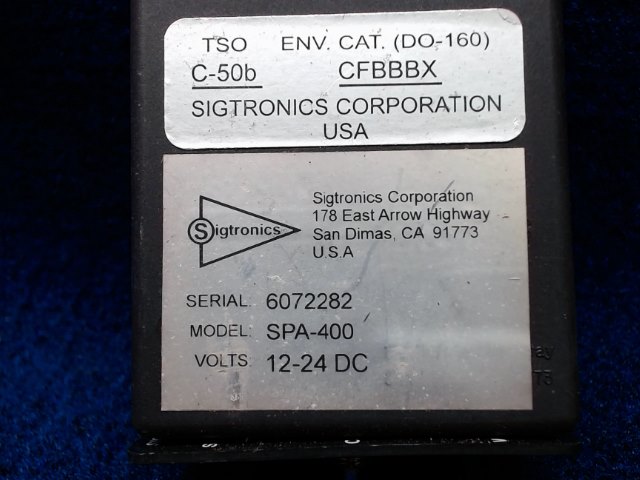 TSO ENV. CAT. (DO-160)
C-50b CFBBBX
SIGTRONICS CORPORATION
USA
Sigtronics
Sigtronics Corporation
178 East Arrow Highway
San Dimas, CA 91773
U.S.A
SERIAL: 6072282
MODEL: SPA-400
VOLTS: 12-24 DC